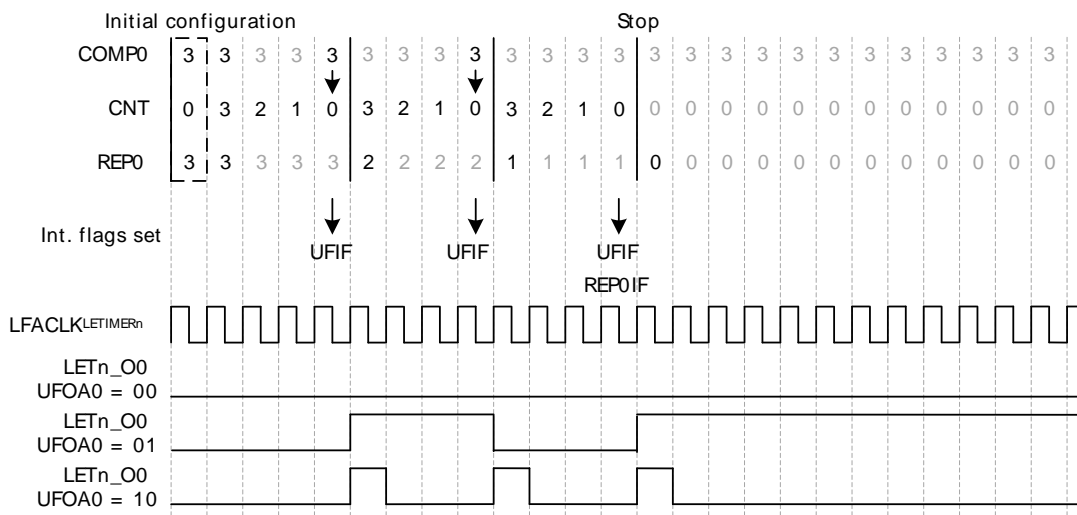 Initial configuration Stop
COMP0 3 3 3 3 3 3 3 3 3 3 3 3 3 3 3 3 3 3 3 3 3 3 3 3 3
CNT 0 3 2 1 0 3 2 1 0 3 2 1 0 0 0 0 0 0 0 0 0 0 0 0 0
REP0 3 3 3 3 3 2 2 2 2 1 1 1 1 0 0 0 0 0 0 0 0 0 0 0 0
Int. flags set
UFIF UFIF UFIF
REP0IF
LFACLKLETIMERn
LETn_O0
UFOA0 = 00
LETn_O0
UFOA0 = 01
LETn_O0
UFOA0 = 10